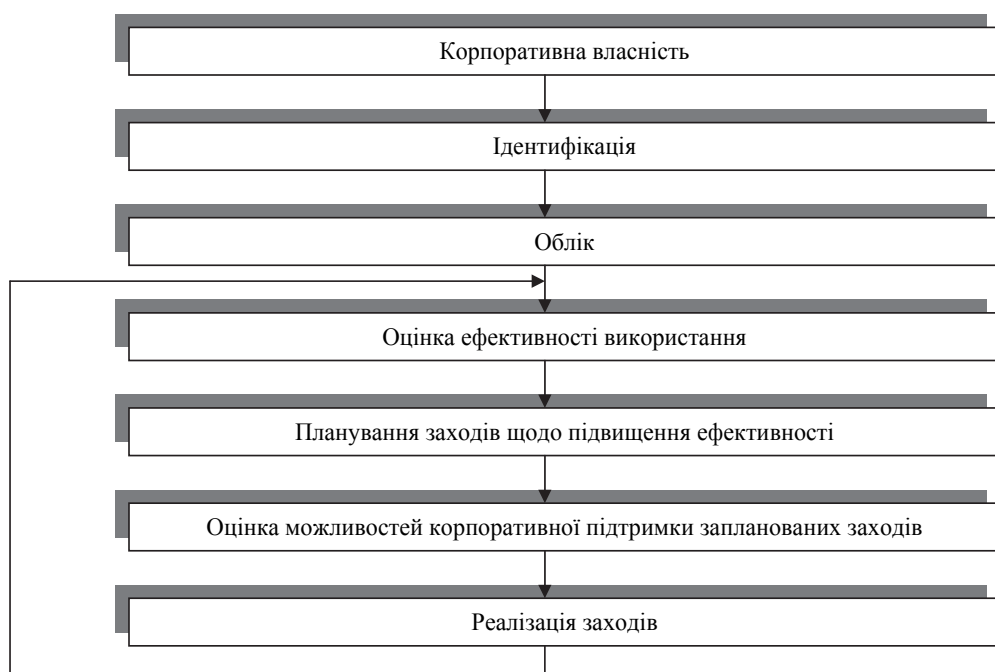 Корпоративна власність
Ідентифікація
Облік
Оцінка ефективності використання
Планування заходів щодо підвищення ефективності
Оцінка можливостей корпоративної підтримки запланованих заходів
Реалізація заходів